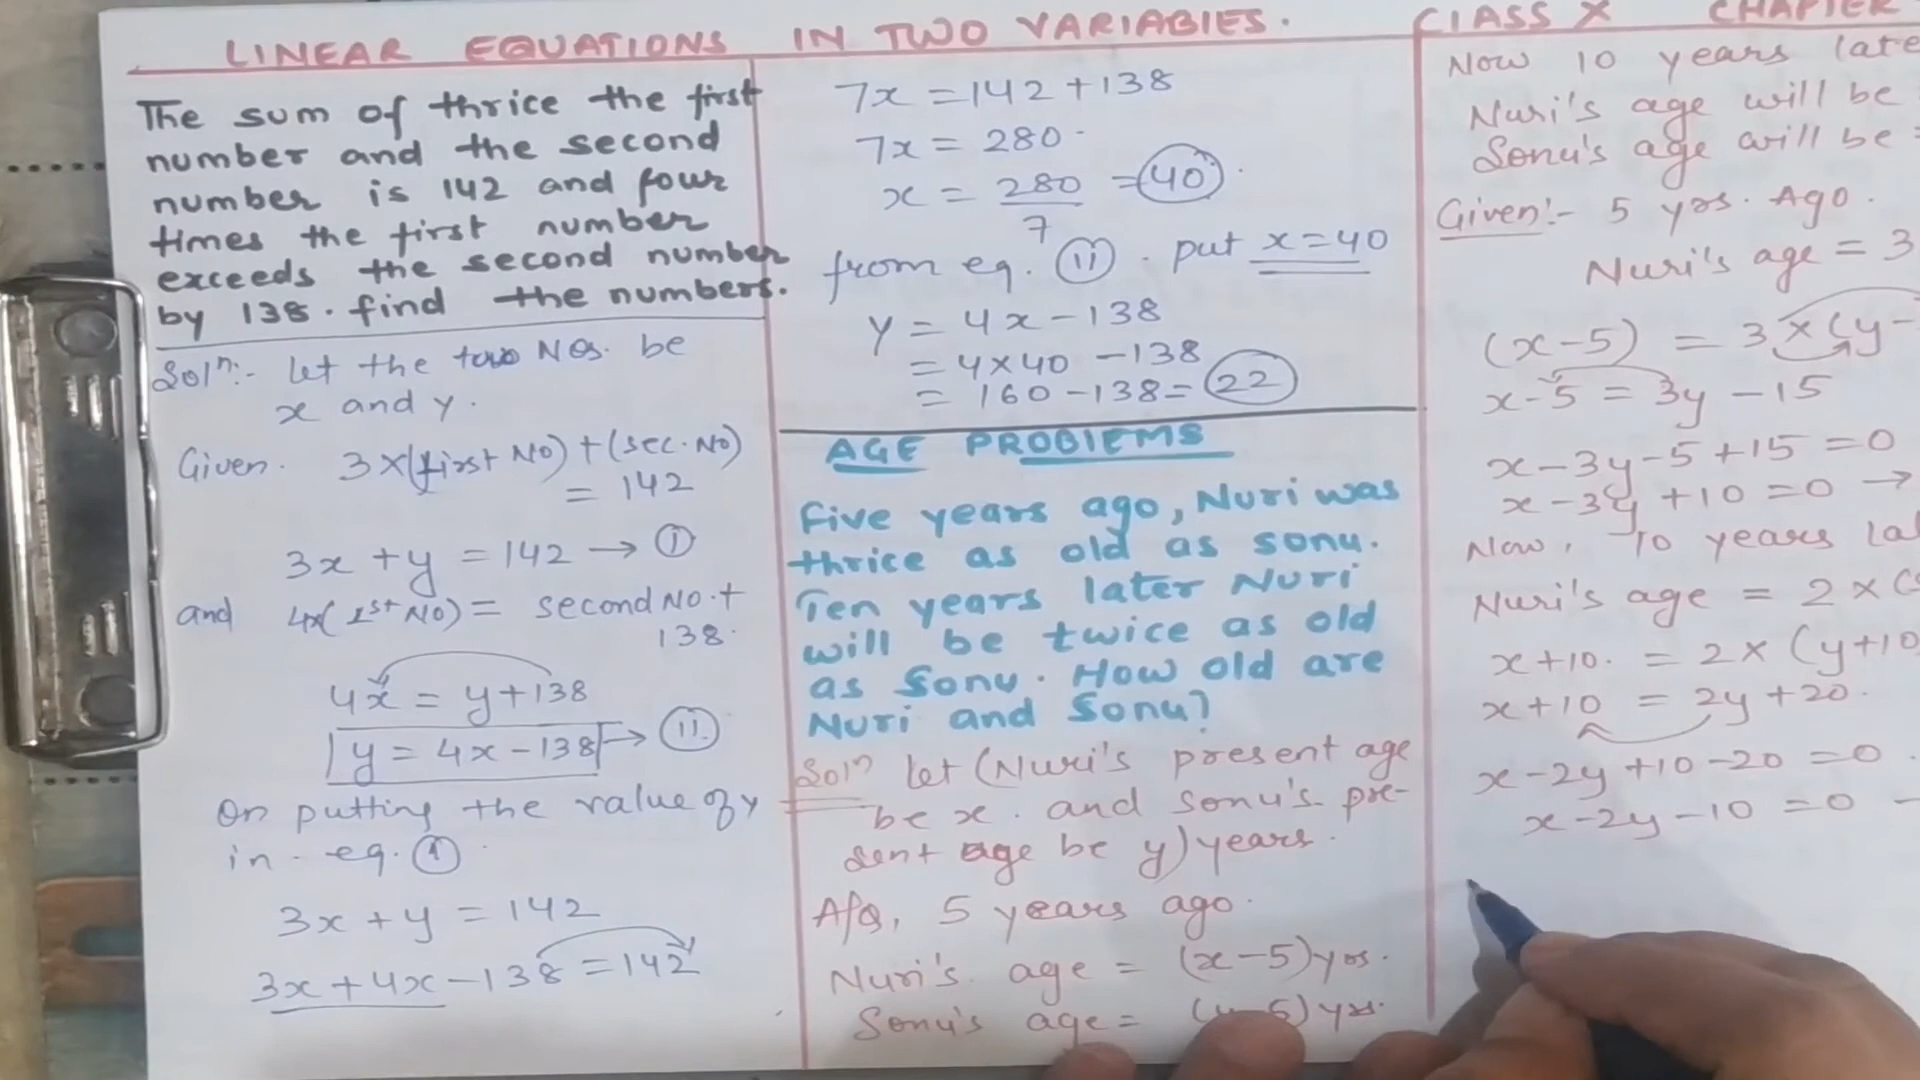 LINEAR EQUATIONS IN TWO VARIABLES. CLASS X CHAPTER
The sum of thrice the first
number and the second
number is 142 and four
times the first number
exceeds the second number
by 138. find the numbers.
Soln:- let the two NOs. be
x and y.
Given. 3×(first NO) + (sec. NO)
= 142
3x + y = 142 → (I)
and 4×(1st NO) = second NO. +
138.
4x = y + 138
y = 4x - 138 → (II)
On putting the value of y
in eq. (1)
3x + y = 142
3x + 4x - 138 = 142
7x = 142 + 138
7x = 280
x = 280/7 = 40
from eq. (II). put x = 40
y = 4x - 138
= 4×40 - 138
= 160 - 138 = 22
AGE PROBLEMS
Five years ago, Nuri was
thrice as old as sonu.
Ten years later Nuri
will be twice as old
as Sonu. How old are
Nuri and Sonu?
Soln let (Nuri's present age
be x. and Sonu's pre-
sent age be y) years.
A/Q, 5 years ago.
Nuri's age = (x-5) yrs.
Sonu's age = (y-5) yrs.
Now 10 years late
Nuri's age will be
Sonu's age will be =
Given:- 5 yrs. Ago.
Nuri's age = 3
(x-5) = 3×(y-
x-5 = 3y - 15
x - 3y - 5 + 15 = 0
x - 3y + 10 = 0 →
Now, 10 years la
Nuri's age = 2×(
x + 10. = 2×(y+10
x + 10 = 2y + 20.
x - 2y + 10 - 20 = 0
x - 2y - 10 = 0 -